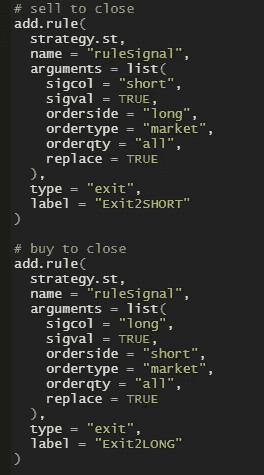 # sell to close
add.rule(
  strategy.st,
  name = "ruleSignal",
  arguments = list(
    sigcol = "short",
    sigval = TRUE,
    orderside = "long",
    ordertype = "market",
    orderqty = "all",
    replace = TRUE
  ),
  type = "exit",
  label = "Exit2SHORT"
)

# buy to close
add.rule(
  strategy.st,
  name = "ruleSignal",
  arguments = list(
    sigcol = "long",
    sigval = TRUE,
    orderside = "short",
    ordertype = "market",
    orderqty = "all",
    replace = TRUE
  ),
  type = "exit",
  label = "Exit2LONG"
)